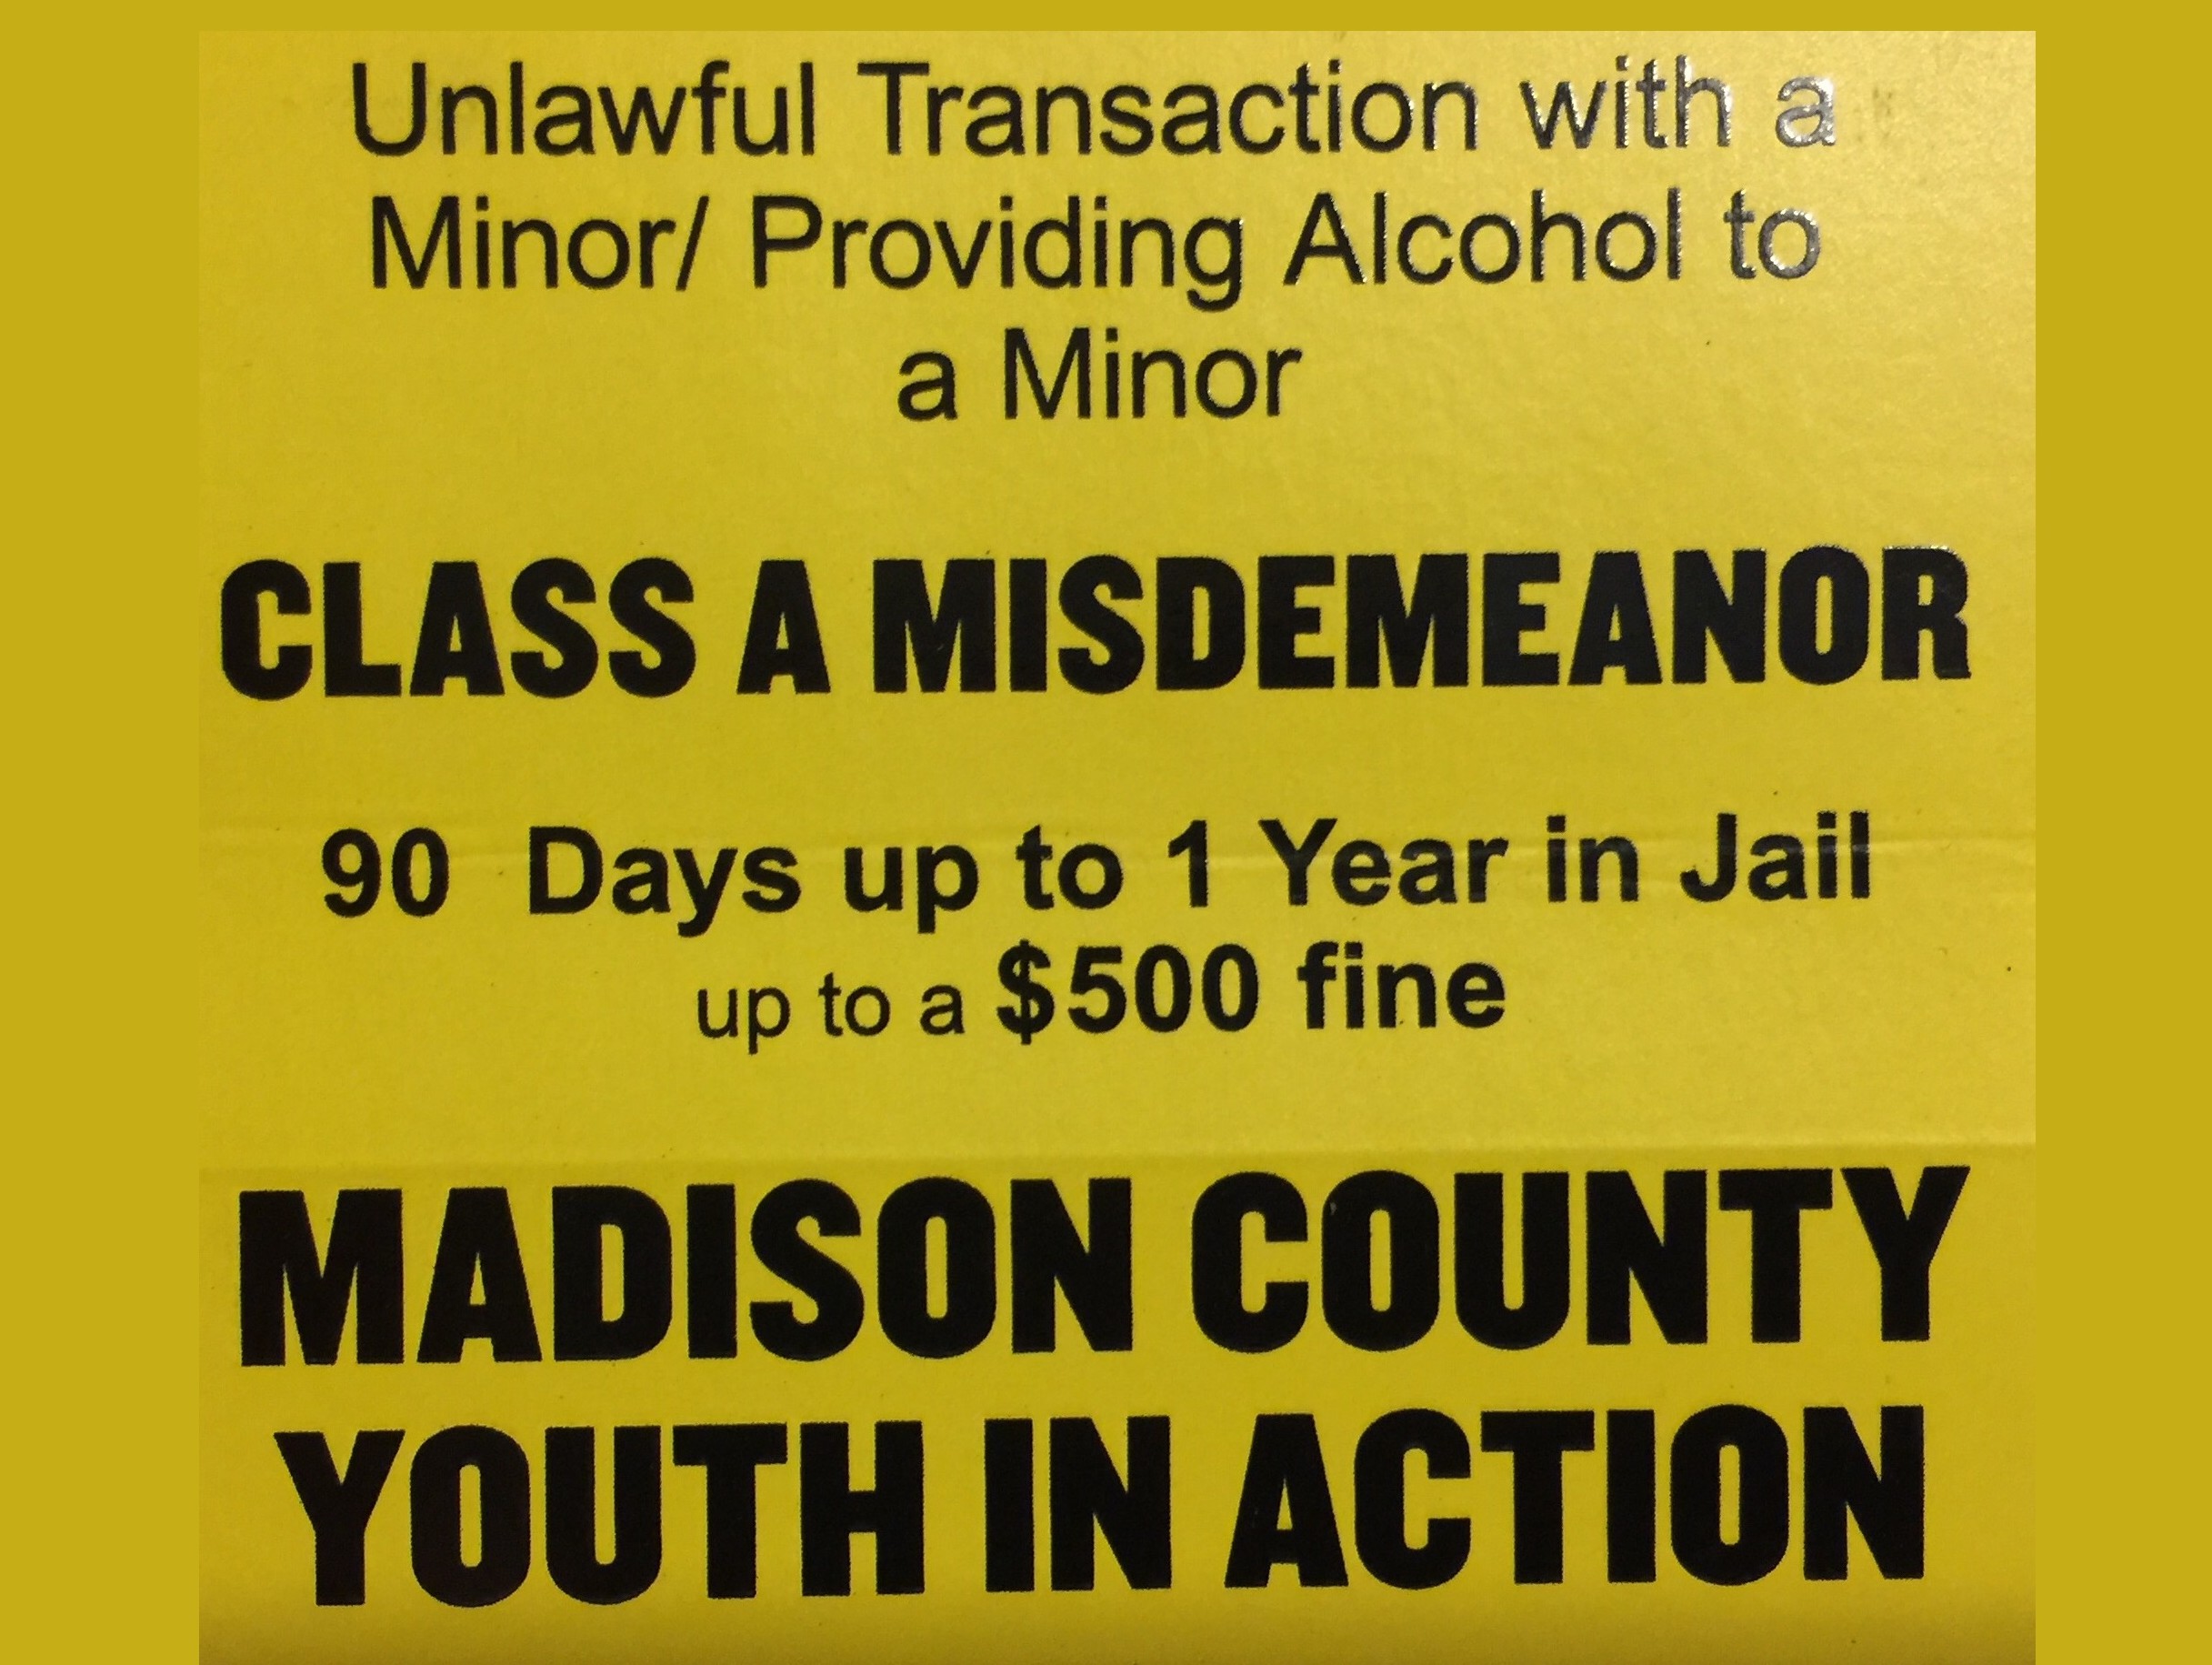 Unlawful Transaction with a
Minor/ Providing Alcohol to
a Minor
CLASS A MISDEMEANOR
90 Days up to 1 Year in Jail
up to a $500 fine
MADISON COUNTY
YOUTH IN ACTION